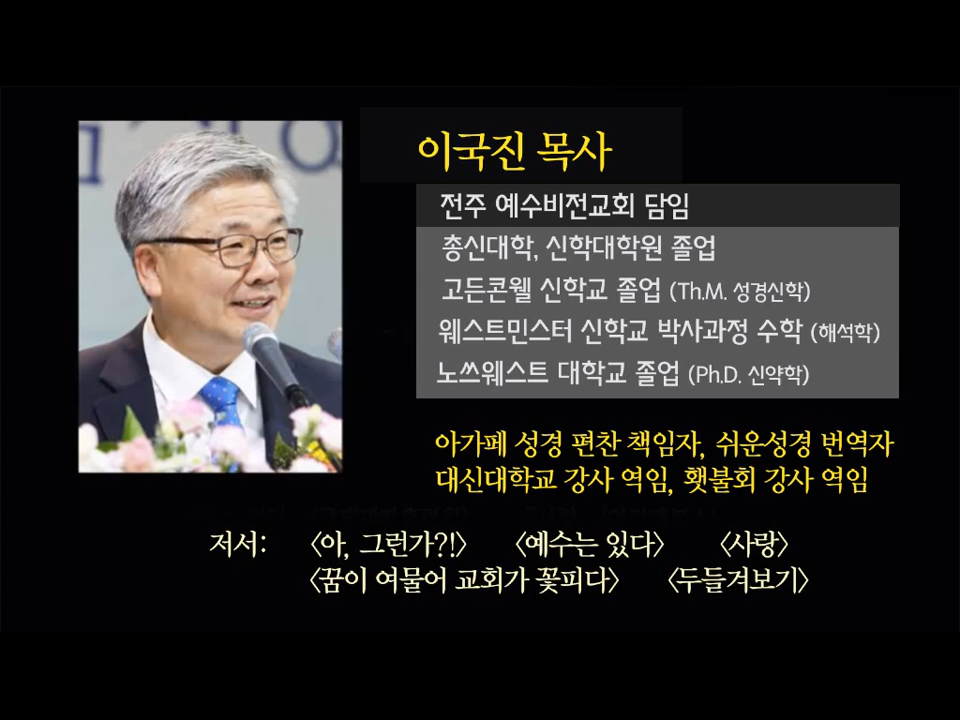 이국진 목사
전주 예수비전교회 담임
총신대학, 신학대학원 졸업
고든콘웰 신학교 졸업 (Th.M. 성경신학)
웨스트민스터 신학교 박사과정 수학 (해석학)
노쓰웨스트 대학교 졸업 (Ph.D. 신약학)
아가페 성경 편찬 책임자, 쉬운성경 번역자
대신대학교 강사 역임, 횃불회 강사 역임
저서: <아, 그런가?!> <예수는 있다> <사랑>
<꿈이 여물어 교회가 꽃피다> <두들겨보기>